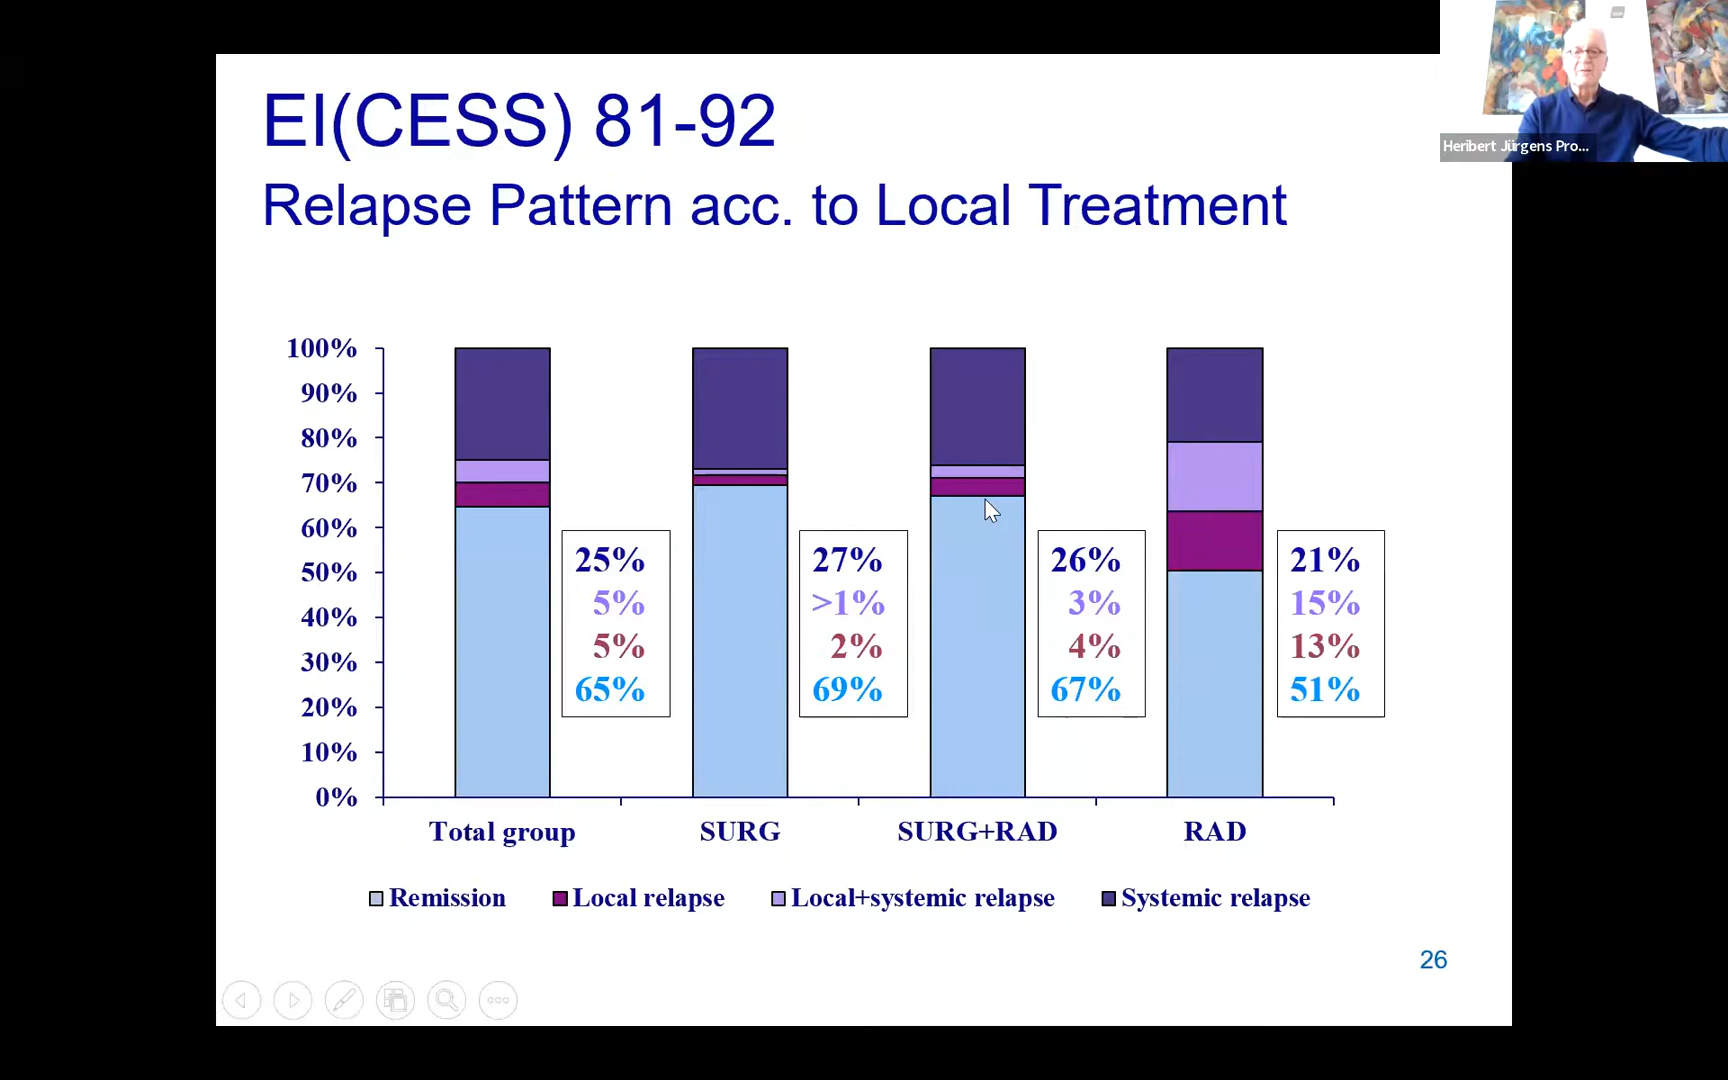 EI(CESS) 81-92
Relapse Pattern acc. to Local Treatment
Heribert Jürgens Pro...
100%
90%
80%
70%
60%
50%
40%
30%
20%
10%
0%
25%
5%
5%
65%
27%
>1%
2%
69%
26%
3%
4%
67%
21%
15%
13%
51%
Total group
SURG
SURG+RAD
RAD
Remission
Local relapse
Local+systemic relapse
Systemic relapse
26